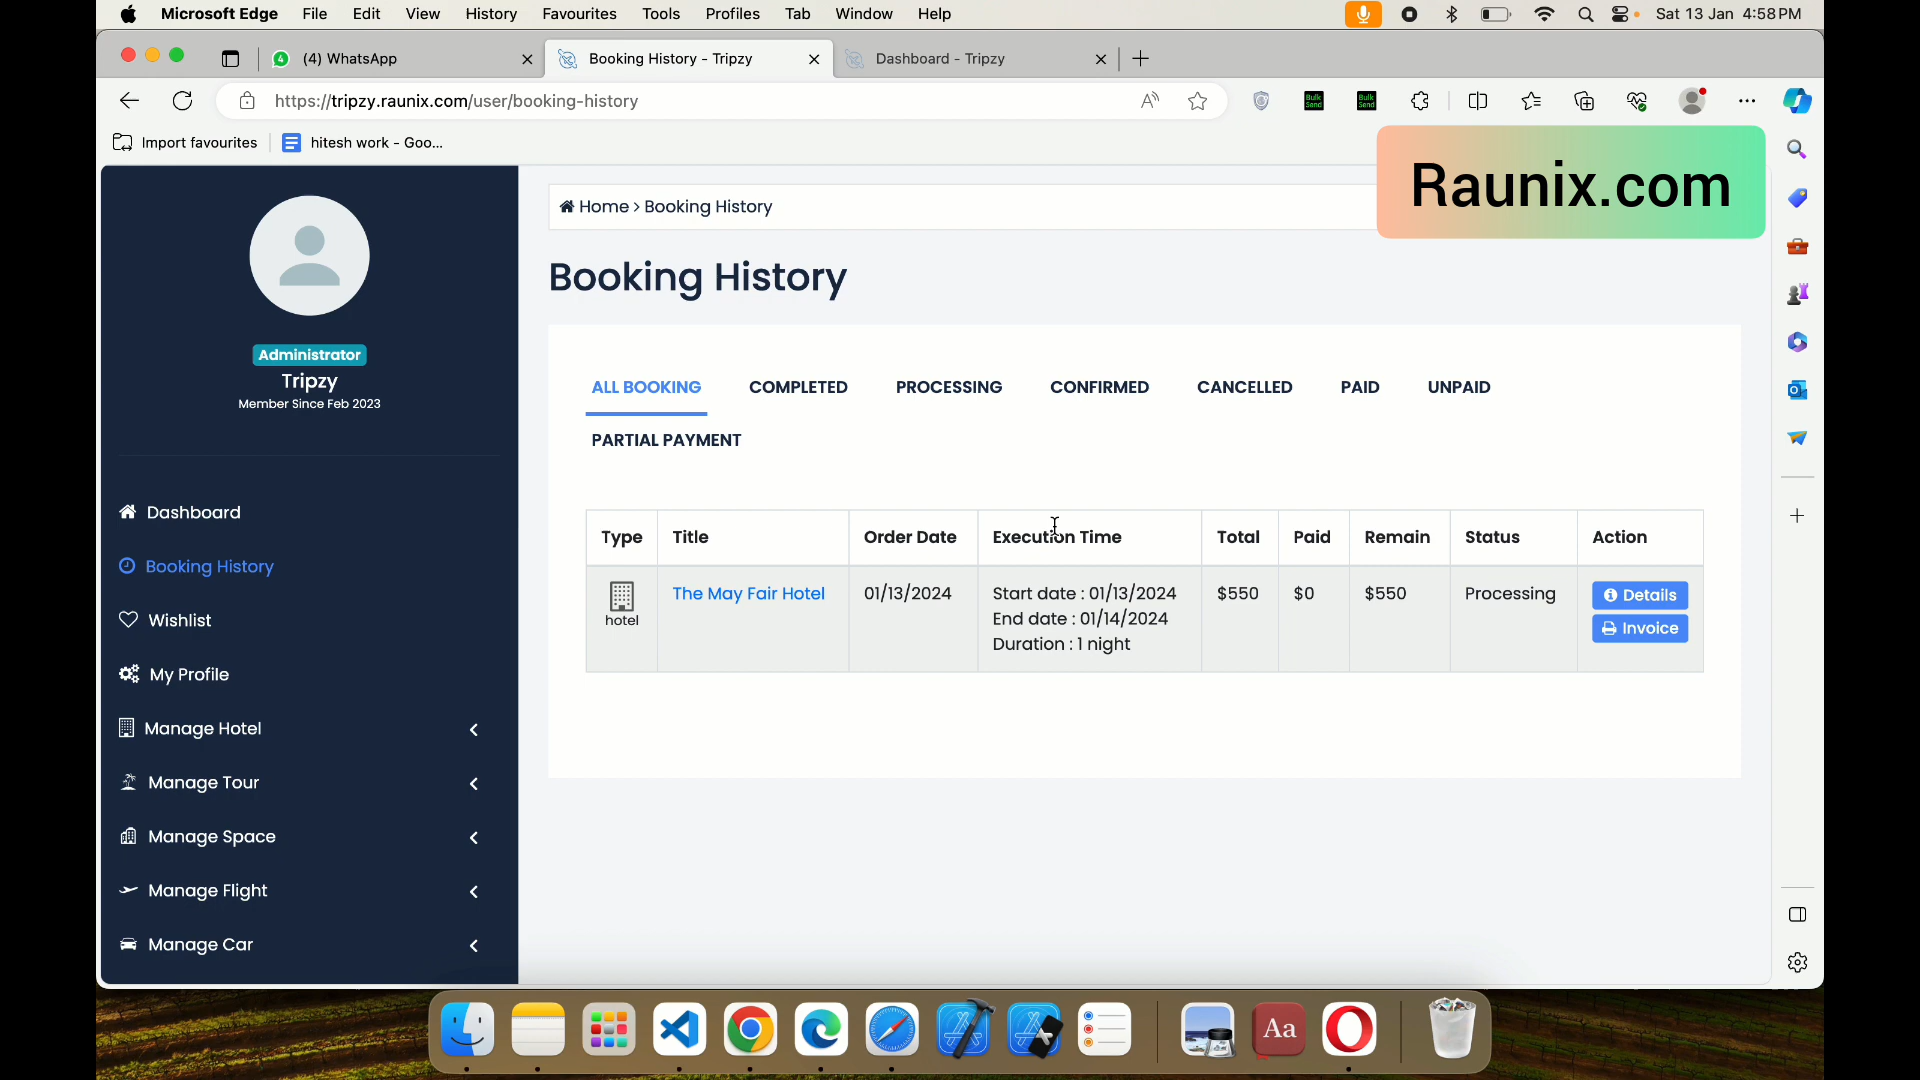 Microsoft Edge File Edit View History Favourites Tools Profiles Tab Window Help Sat 13 Jan 4:58 PM
(4) WhatsApp Booking History - Tripzy Dashboard - Tripzy
https://tripzy.raunix.com/user/booking-history
Import favourites hitesh work - Goo...
Raunix.com
Administrator
Tripzy
Member Since Feb 2023
Dashboard
Booking History
Wishlist
My Profile
Manage Hotel
Manage Tour
Manage Space
Manage Flight
Manage Car
Home > Booking History
Booking History
ALL BOOKING COMPLETED PROCESSING CONFIRMED CANCELLED PAID UNPAID
PARTIAL PAYMENT
Type Title Order Date Execution Time Total Paid Remain Status Action
hotel The May Fair Hotel 01/13/2024 Start date : 01/13/2024 $550 $0 $550 Processing Details
End date : 01/14/2024 Invoice
Duration : 1 night
Bulk Send Bulk Send
Aa